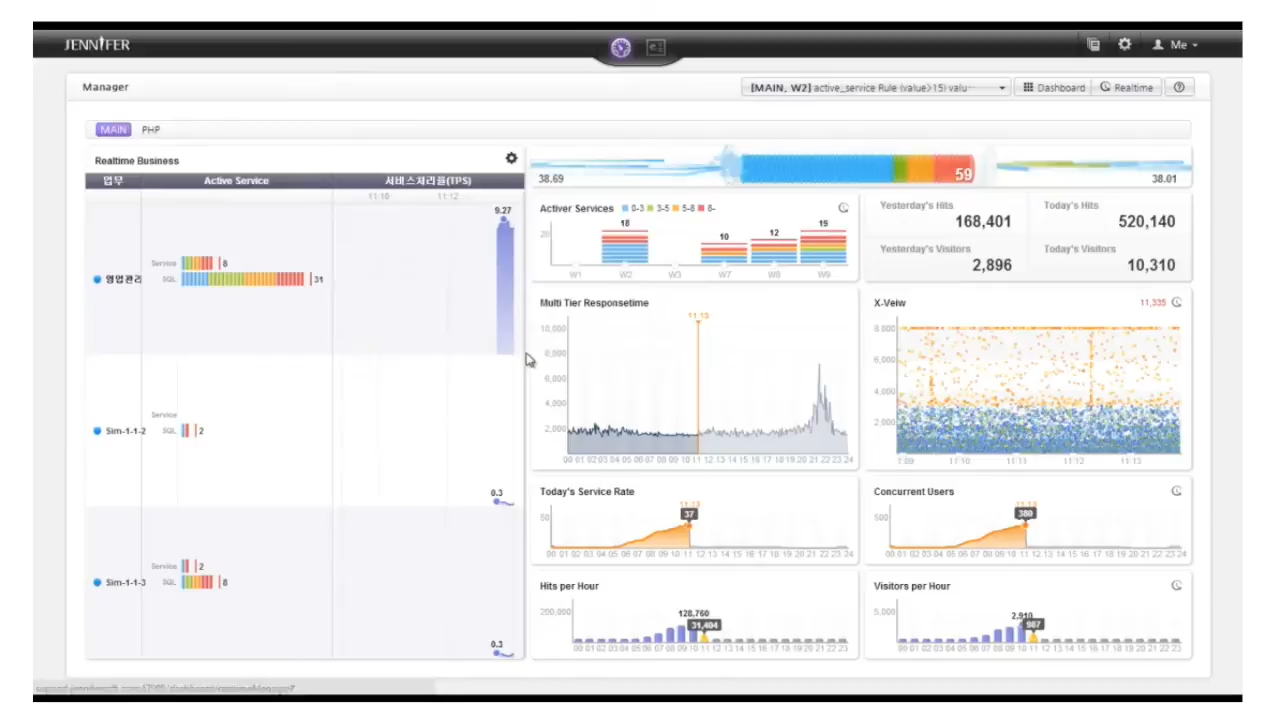 JENNIFER
Me
Manager
[MAIN, W2] active_service Rule (value>15) valu···
Dashboard
Realtime
MAIN PHP
Realtime Business
업무 Active Service 서비스처리율(TPS)
11:10 11:12
9.27
Service 8
영업관리 SQL 31
Service
Sim-1-1-2 SQL 2
0.3
Service 2
Sim-1-1-3 SQL 8
0.3
59
38.69 38.01
Activer Services 0-3 3-5 5-8 8-
20
18 10 12 19
W1 W2 W3 W7 W8 W9
Yesterday's Hits 168,401
Today's Hits 520,140
Yesterday's Visitors 2,896
Today's Visitors 10,310
Multi Tier Responsetime
11:13
10,000
8,000
6,000
4,000
2,000
00 01 02 03 04 05 06 07 08 09 10 11 12 13 14 15 16 17 18 19 20 21 22 23 24
X-Veiw 11,335
8,000
6,000
4,000
2,000
11:10 11:11 11:12 11:13
Today's Service Rate
11:13
37
50
00 01 02 03 04 05 06 07 08 09 10 11 12 13 14 15 16 17 18 19 20 21 22 23 24
Concurrent Users
11:13
380
500
00 01 02 03 04 05 06 07 08 09 10 11 12 13 14 15 16 17 18 19 20 21 22 23 24
Hits per Hour
200,000
128,760
31,404
00 01 02 03 04 05 06 07 08 09 10 11 12 13 14 15 16 17 18 19 20 21 22 23
Visitors per Hour
5,000
2,910
987
00 01 02 03 04 05 06 07 08 09 10 11 12 13 14 15 16 17 18 19 20 21 22 23